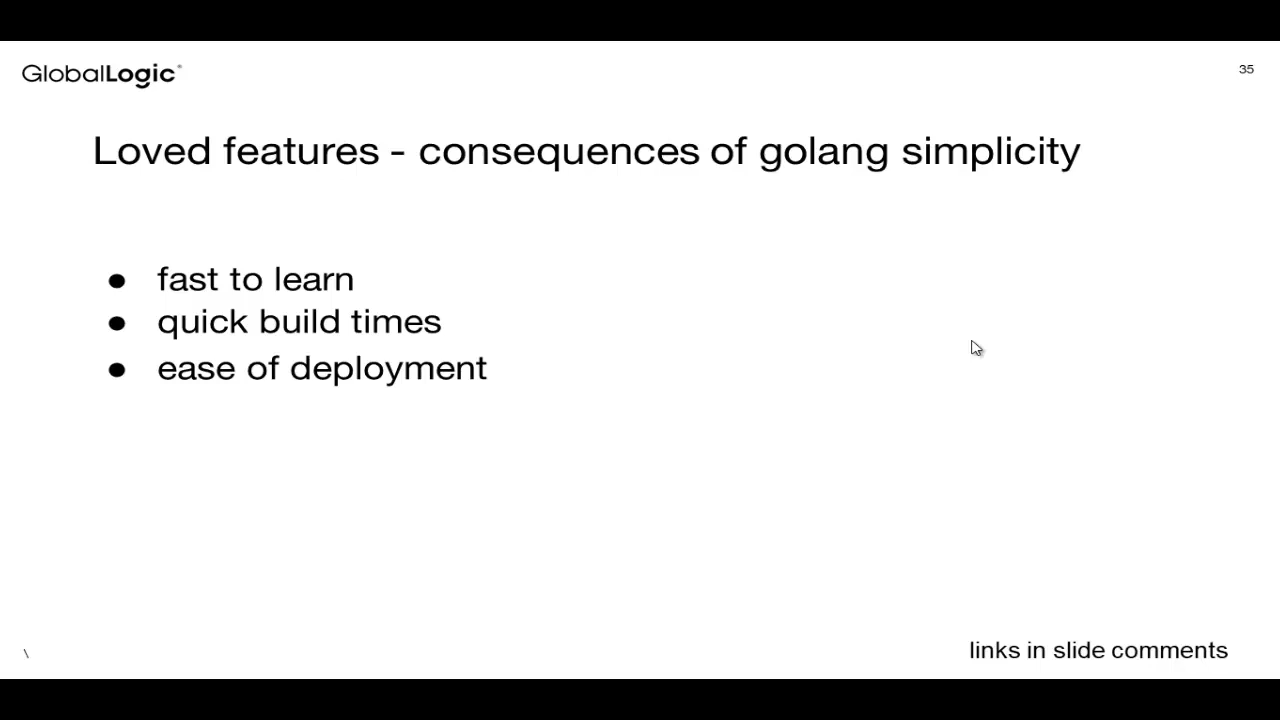 GlobalLogic®
35
Loved features - consequences of golang simplicity
● fast to learn
● quick build times
● ease of deployment
\
links in slide comments